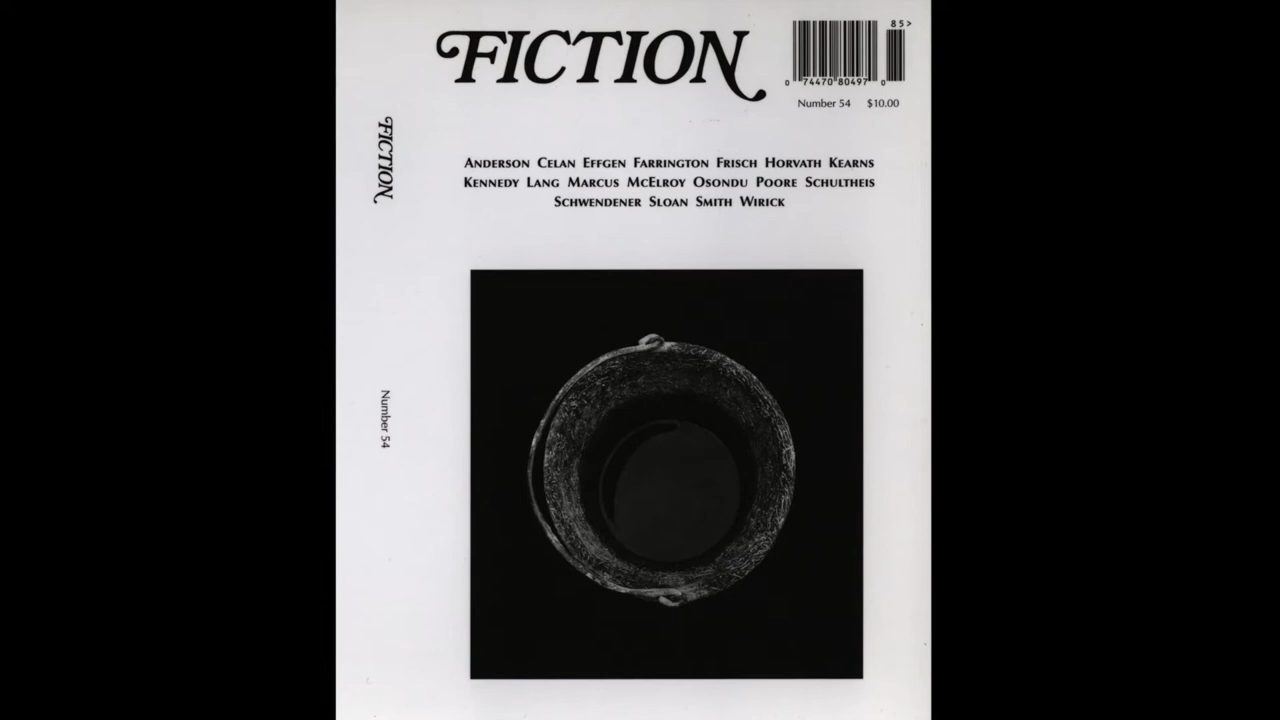 FICTION
85>
0 74470 80497 0
Number 54 $10.00
ANDERSON CELAN EFFGEN FARRINGTON FRISCH HORVATH KEARNS
KENNEDY LANG MARCUS MCELROY OSONDU POORE SCHULTHEIS
SCHWENDENER SLOAN SMITH WIRICK
FICTION
Number 54